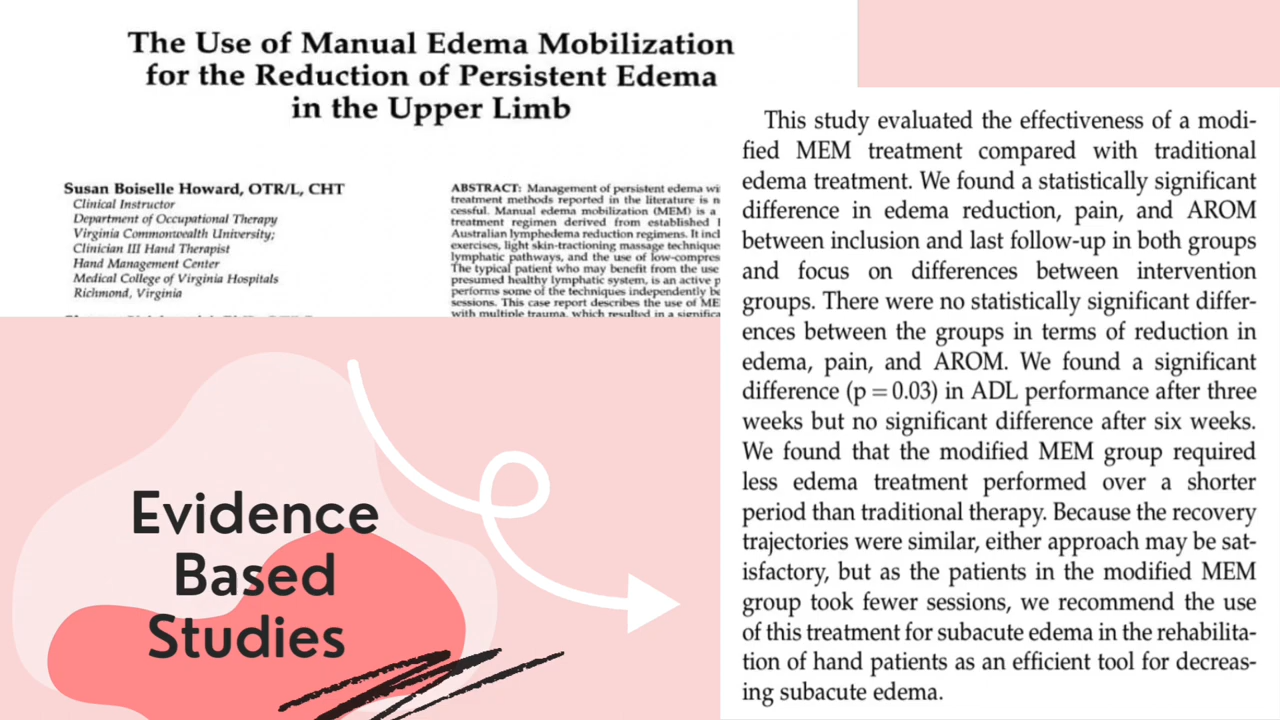 The Use of Manual Edema Mobilization
for the Reduction of Persistent Edema
in the Upper Limb
Susan Boiselle Howard, OTR/L, CHT
Clinical Instructor
Department of Occupational Therapy
Virginia Commonwealth University;
Clinician III Hand Therapist
Hand Management Center
Medical College of Virginia Hospitals
Richmond, Virginia
ABSTRACT: Management of persistent edema wi
treatment methods reported in the literature is n
cessful. Manual edema mobilization (MEM) is a
treatment regimen derived from established
Australian lymphedema reduction regimens. It incl
exercises, light skin-tractioning massage technique
lymphatic pathways, and the use of low-compres
The typical patient who may benefit from the use
presumed healthy lymphatic system, is an active p
performs some of the techniques independently be
sessions. This case report describes the use of ME
with multiple trauma, which resulted in a significa
This study evaluated the effectiveness of a modi-
fied MEM treatment compared with traditional
edema treatment. We found a statistically significant
difference in edema reduction, pain, and AROM
between inclusion and last follow-up in both groups
and focus on differences between intervention
groups. There were no statistically significant differ-
ences between the groups in terms of reduction in
edema, pain, and AROM. We found a significant
difference (p = 0.03) in ADL performance after three
weeks but no significant difference after six weeks.
We found that the modified MEM group required
less edema treatment performed over a shorter
period than traditional therapy. Because the recovery
trajectories were similar, either approach may be sat-
isfactory, but as the patients in the modified MEM
group took fewer sessions, we recommend the use
of this treatment for subacute edema in the rehabilita-
tion of hand patients as an efficient tool for decreas-
ing subacute edema.
Evidence
Based
Studies